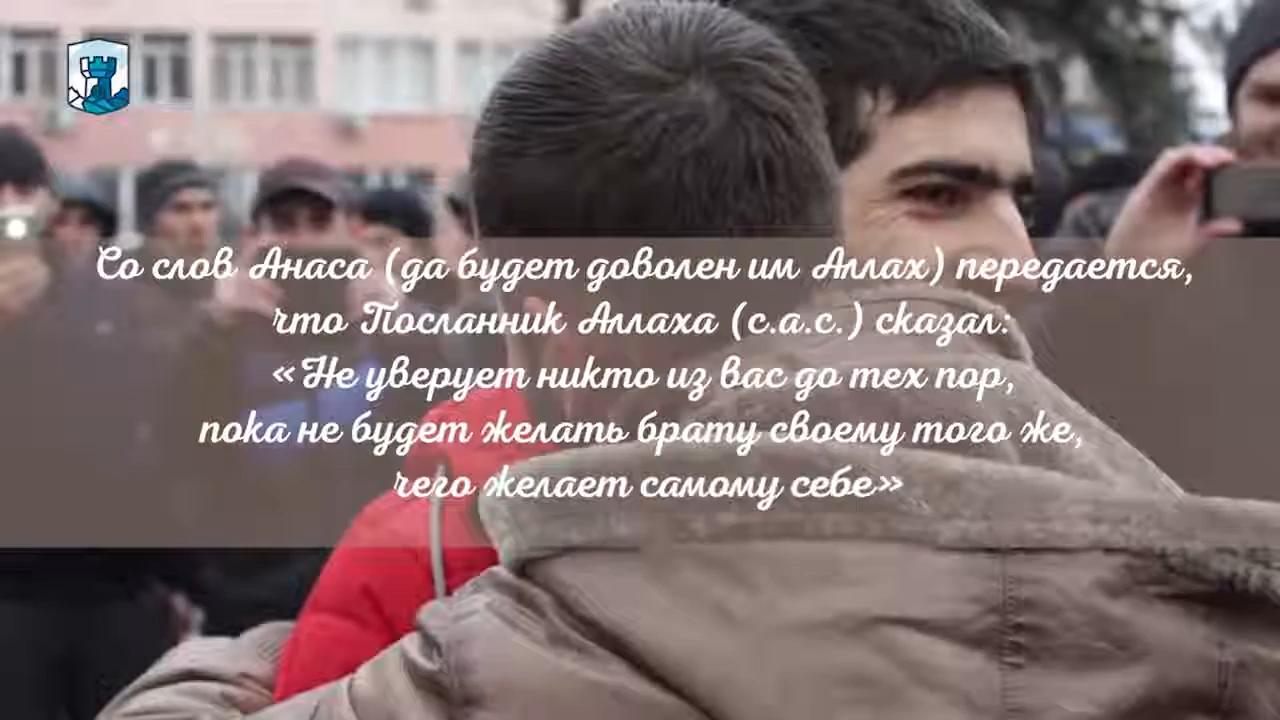 Со слов Анаса (да будет доволен им Аллах) передается,
что Посланник Аллаха (с.а.с.) сказал:
«Не уверует никто из вас до тех пор,
пока не будет желать брату своему того же,
чего желает самому себе»